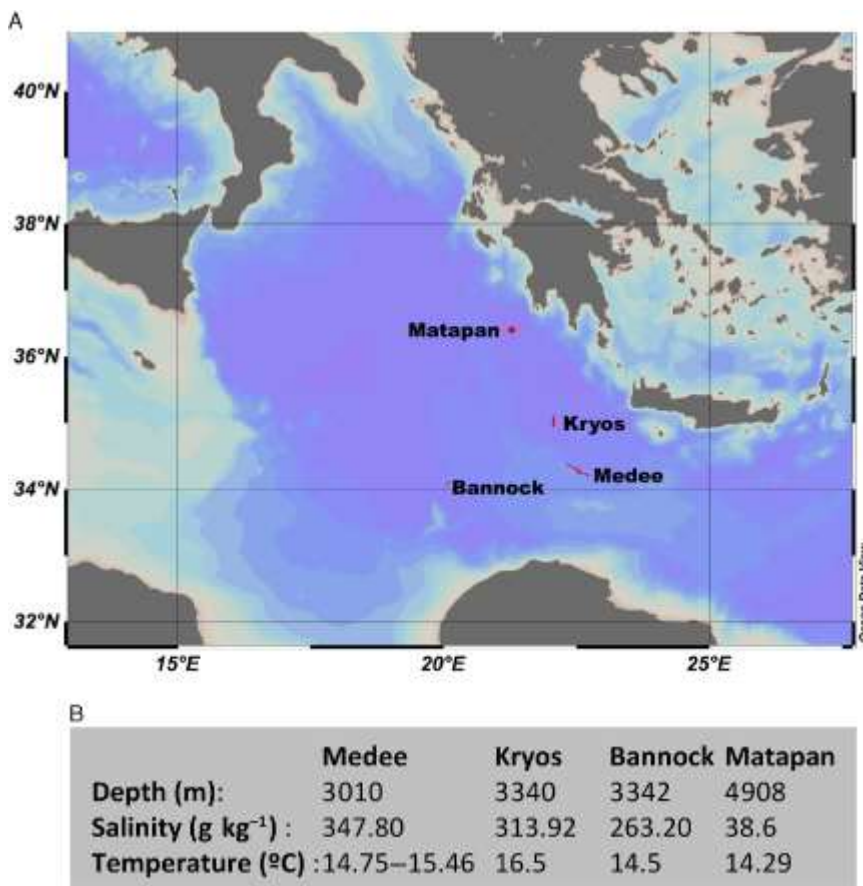 A
40°N
38°N
Matapan
36°N
Kryos
Medee
34°N
Bannock
32°N
15°E 20°E 25°E
B
Medee Kryos Bannock Matapan
Depth (m): 3010 3340 3342 4908
Salinity (g kg⁻¹) : 347.80 313.92 263.20 38.6
Temperature (ºC) :14.75–15.46 16.5 14.5 14.29